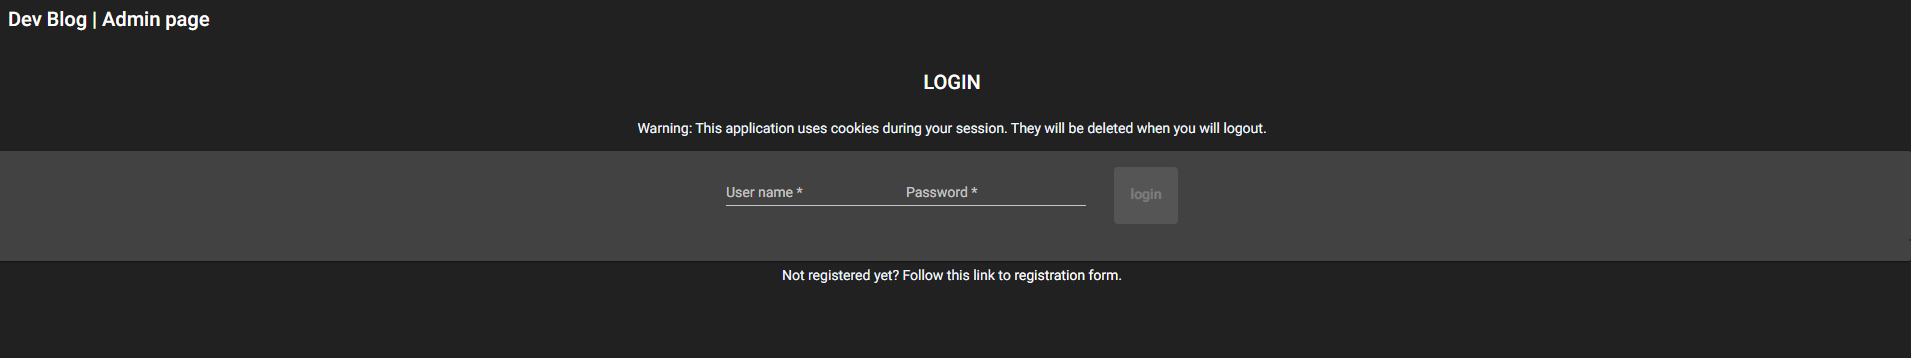 Dev Blog | Admin page
LOGIN
Warning: This application uses cookies during your session. They will be deleted when you will logout.
User name * Password * login
Not registered yet? Follow this link to registration form.